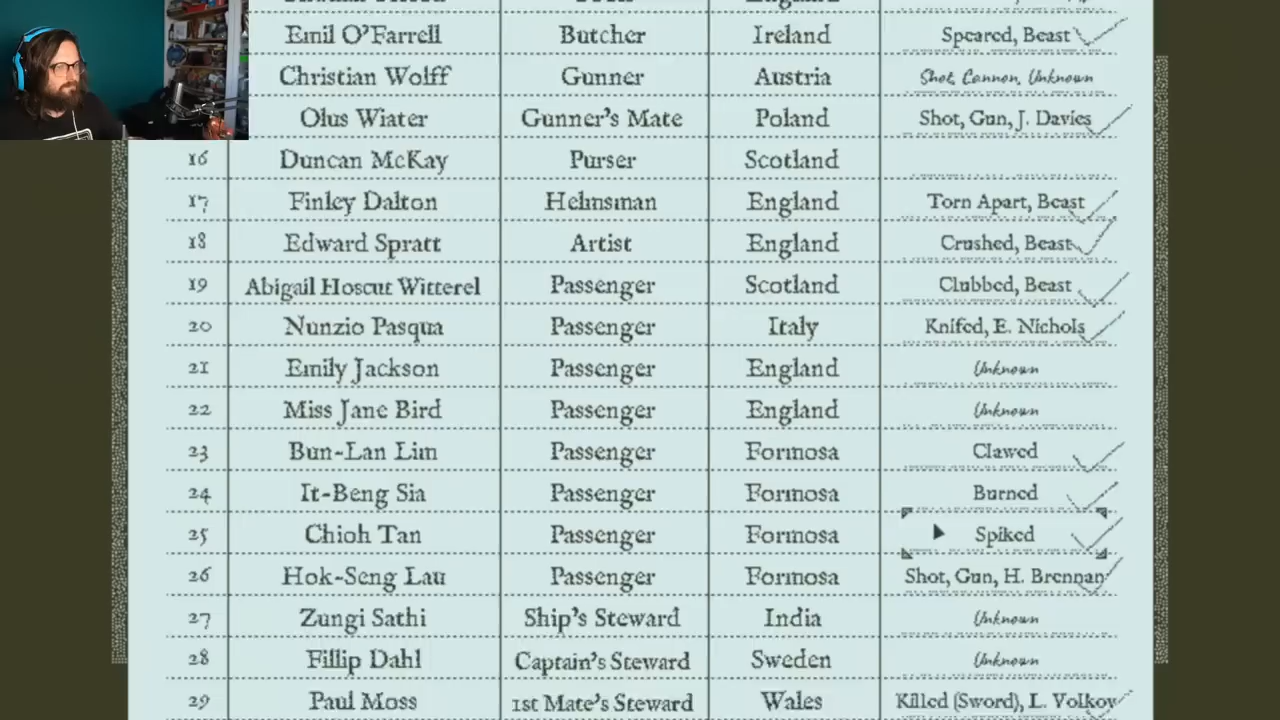 Emil O'Farrell Butcher Ireland Speared, Beast
Christian Wolff Gunner Austria Shot, Cannon, Unknown
Olus Wiater Gunner's Mate Poland Shot, Gun, J. Davies
16 Duncan McKay Purser Scotland
17 Finley Dalton Helmsman England Torn Apart, Beast
18 Edward Spratt Artist England Crushed, Beast
19 Abigail Hoscut Witterel Passenger Scotland Clubbed, Beast
20 Nunzio Pasqua Passenger Italy Knifed, E. Nichols
21 Emily Jackson Passenger England Unknown
22 Miss Jane Bird Passenger England Unknown
23 Bun-Lan Lim Passenger Formosa Clawed
24 It-Beng Sia Passenger Formosa Burned
25 Chioh Tan Passenger Formosa Spiked
26 Hok-Seng Lau Passenger Formosa Shot, Gun, H. Brennan
27 Zungi Sathi Ship's Steward India Unknown
28 Fillip Dahl Captain's Steward Sweden Unknown
29 Paul Moss 1st Mate's Steward Wales Killed (Sword), L. Volkov